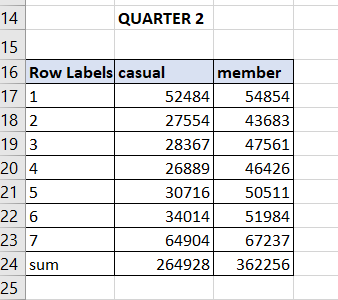 14 QUARTER 2
15
16 Row Labels casual member
17 1 52484 54854
18 2 27554 43683
19 3 28367 47561
20 4 26889 46426
21 5 30716 50511
22 6 34014 51984
23 7 64904 67237
24 sum 264928 362256
25